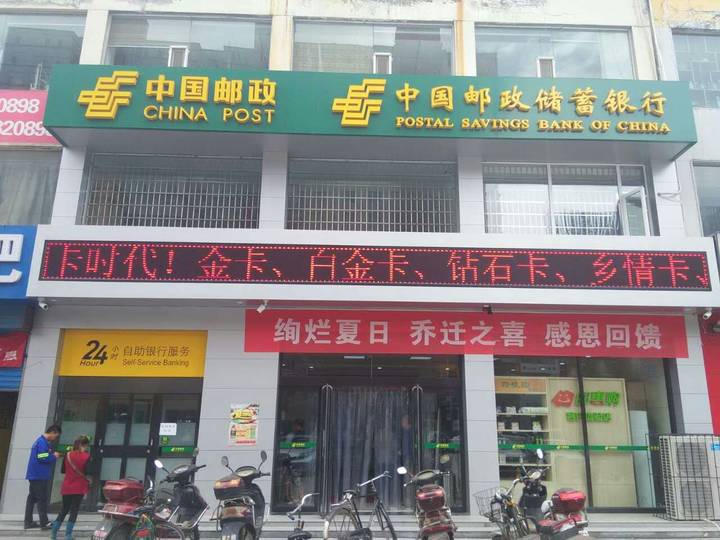 中国邮政
CHINA POST
中国邮政储蓄银行
POSTAL SAVINGS BANK OF CHINA
0898
82089
吧
卡时代！金卡、白金卡、钻石卡、乡情卡、
绚烂夏日 乔迁之喜 感恩回馈
24小时
Hour
自助银行服务
Self-Service Banking